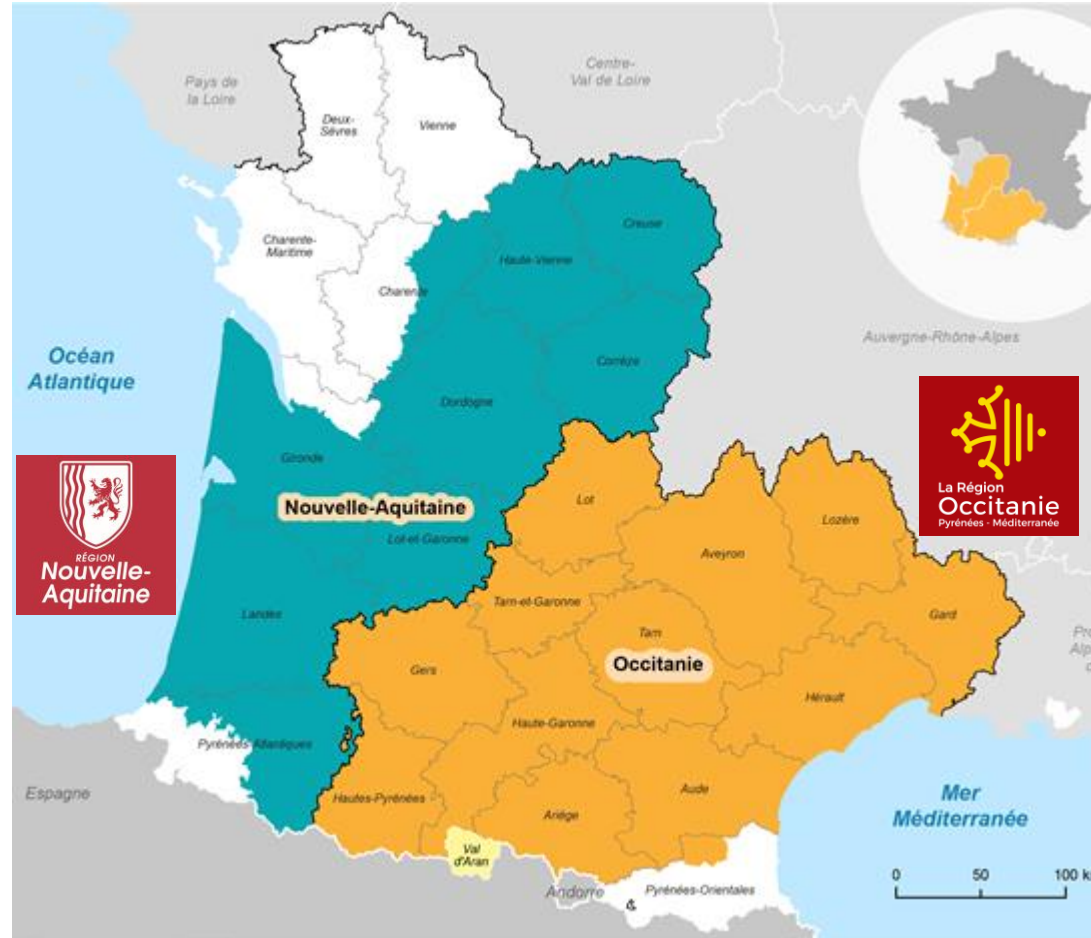 Pays de
la Loire
Centre-
Val de Loire
Deux-
Sèvres
Vienne
Charente-
Maritime
Charente
Haute-Vienne
Creuse
Océan
Atlantique
Auvergne-Rhône-Alpes
Corrèze
Dordogne
Gironde
Nouvelle-Aquitaine
Lot-et-Garonne
RÉGION
Nouvelle-
Aquitaine
Landes
La Région
Occitanie
Pyrénées - Méditerranée
Lot
Lozère
Aveyron
Tarn-et-Garonne
Gard
Tarn
Occitanie
Gers
Hérault
Haute-Garonne
Pyrénées-Atlantiques
Espagne
Hautes-Pyrénées
Aude
Ariège
Mer
Méditerranée
Val
d'Aran
Andorre
Pyrénées-Orientales
0 50 100 k